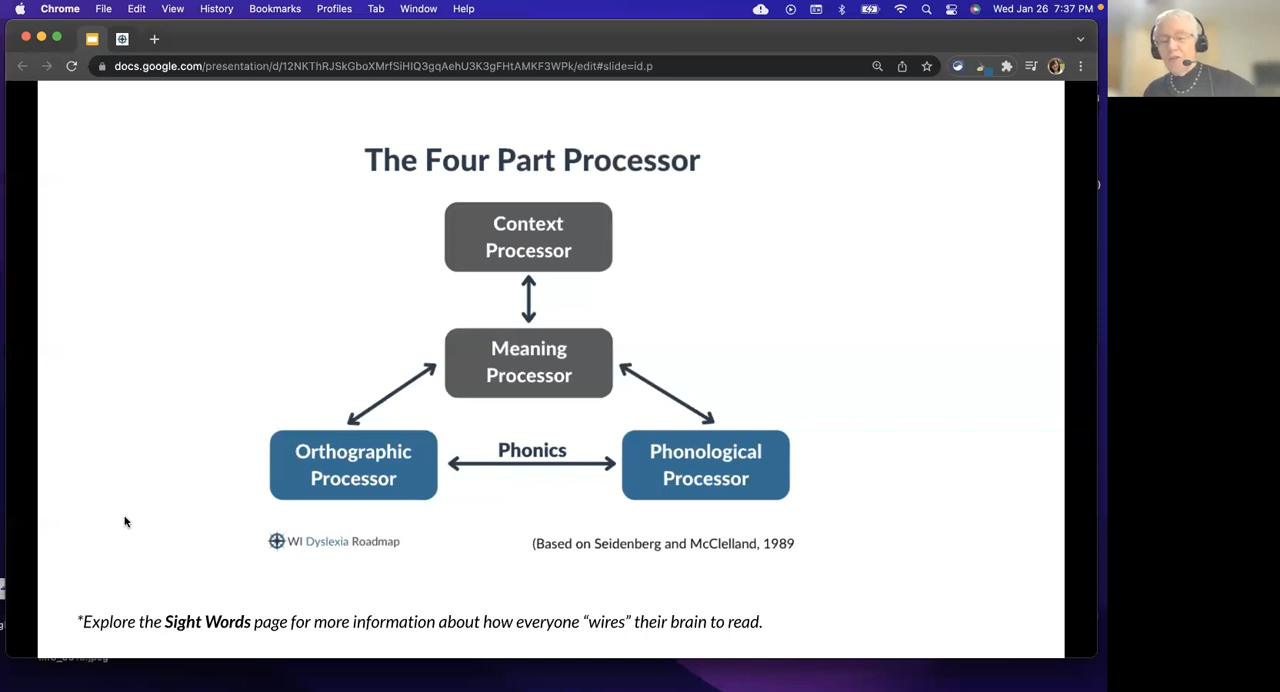 Chrome File Edit View History Bookmarks Profiles Tab Window Help Wed Jan 26 7:37 PM
docs.google.com/presentation/d/12NKThRJSkGboXMrfSiHIQ3gqAehU3K3gFHtAMKF3WPk/edit#slide=id.p
The Four Part Processor
Context
Processor
Meaning
Processor
Orthographic
Processor
Phonics
Phonological
Processor
WI Dyslexia Roadmap
(Based on Seidenberg and McClelland, 1989
*Explore the Sight Words page for more information about how everyone “wires” their brain to read.